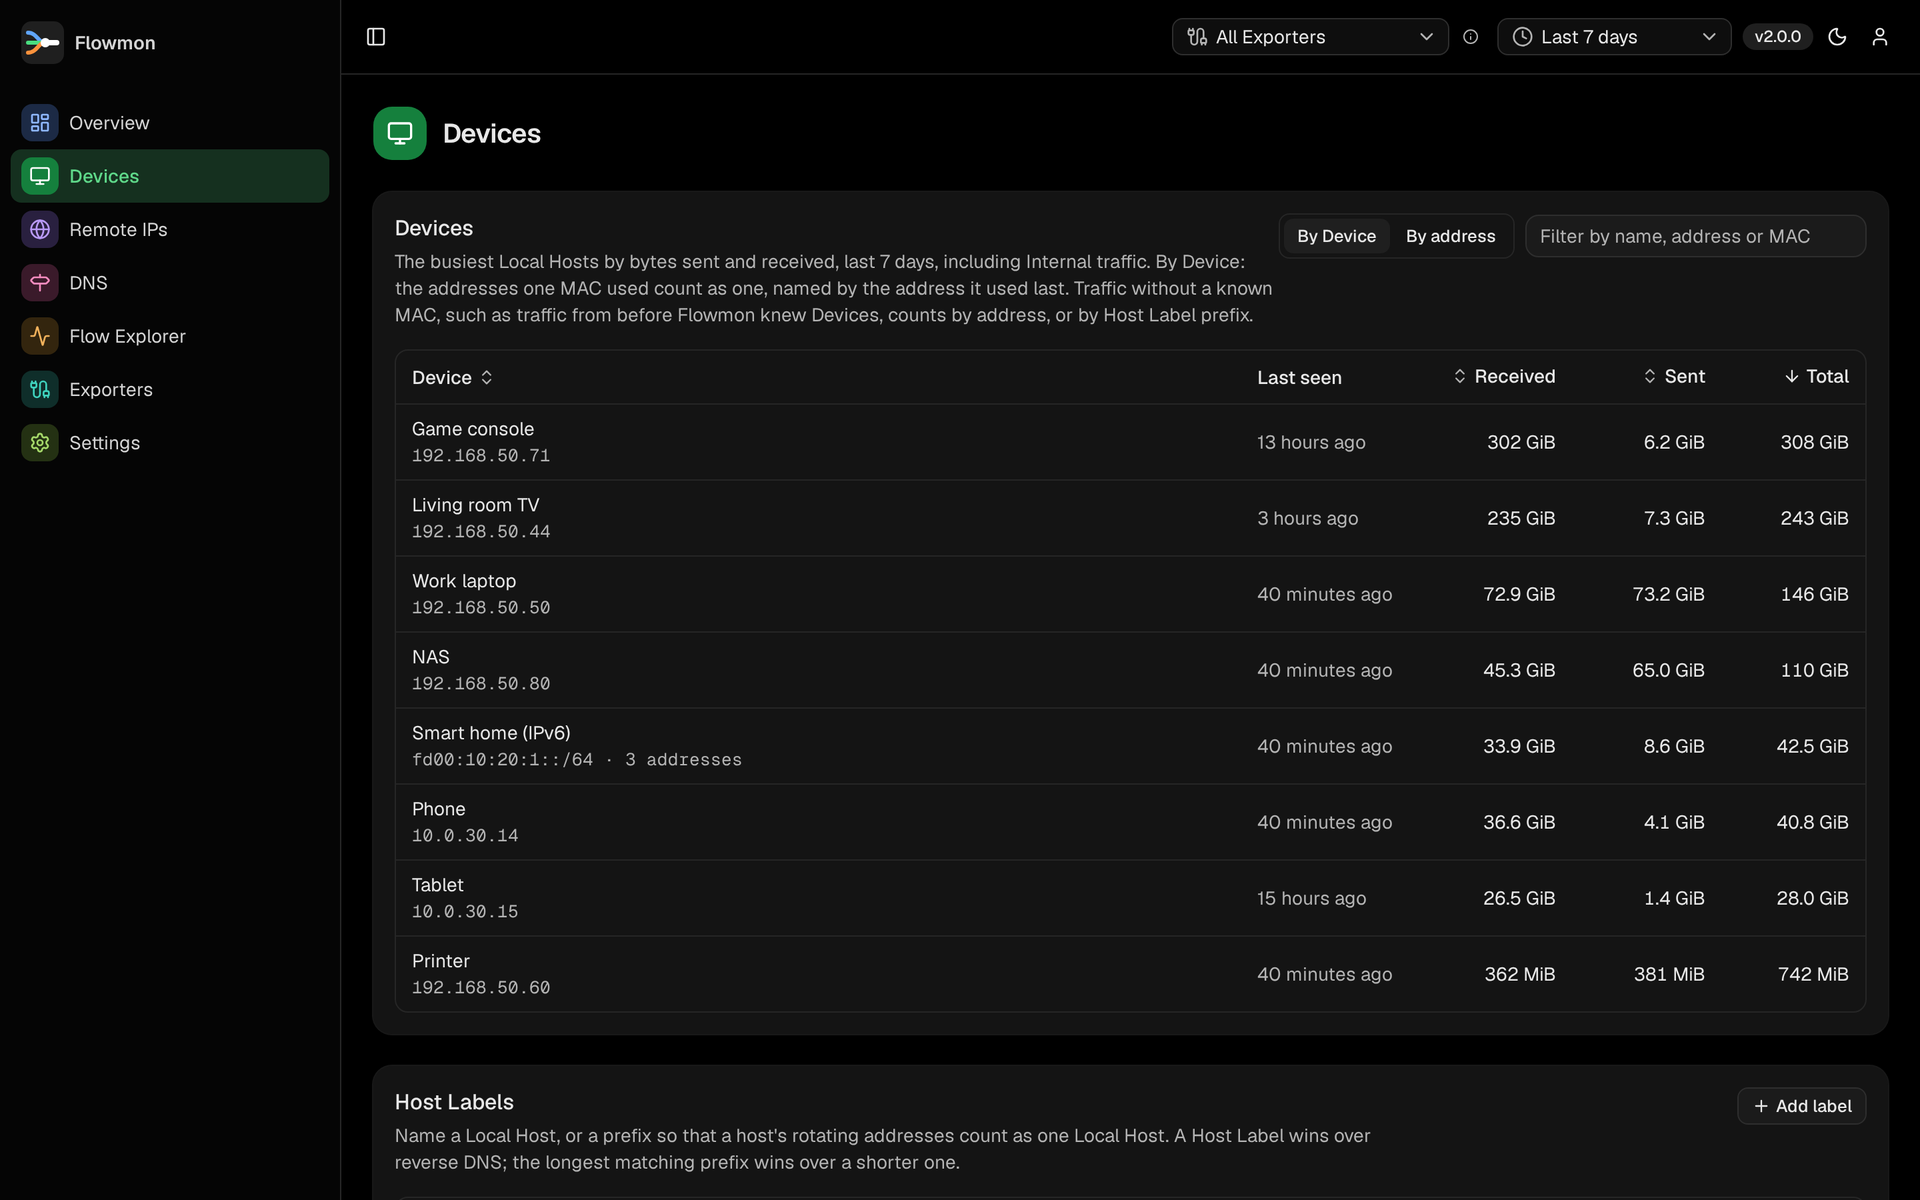 Flowmon
All Exporters
Last 7 days
v2.0.0
Overview
Devices
Remote IPs
DNS
Flow Explorer
Exporters
Settings
Devices
Devices
By Device
By address
Filter by name, address or MAC
The busiest Local Hosts by bytes sent and received, last 7 days, including Internal traffic. By Device:
the addresses one MAC used count as one, named by the address it used last. Traffic without a known
MAC, such as traffic from before Flowmon knew Devices, counts by address, or by Host Label prefix.
Device Last seen Received Sent Total
Game console
192.168.50.71
13 hours ago 302 GiB 6.2 GiB 308 GiB
Living room TV
192.168.50.44
3 hours ago 235 GiB 7.3 GiB 243 GiB
Work laptop
192.168.50.50
40 minutes ago 72.9 GiB 73.2 GiB 146 GiB
NAS
192.168.50.80
40 minutes ago 45.3 GiB 65.0 GiB 110 GiB
Smart home (IPv6)
fd00:10:20:1::/64 · 3 addresses
40 minutes ago 33.9 GiB 8.6 GiB 42.5 GiB
Phone
10.0.30.14
40 minutes ago 36.6 GiB 4.1 GiB 40.8 GiB
Tablet
10.0.30.15
15 hours ago 26.5 GiB 1.4 GiB 28.0 GiB
Printer
192.168.50.60
40 minutes ago 362 MiB 381 MiB 742 MiB
Host Labels
Add label
Name a Local Host, or a prefix so that a host's rotating addresses count as one Local Host. A Host Label wins over
reverse DNS; the longest matching prefix wins over a shorter one.